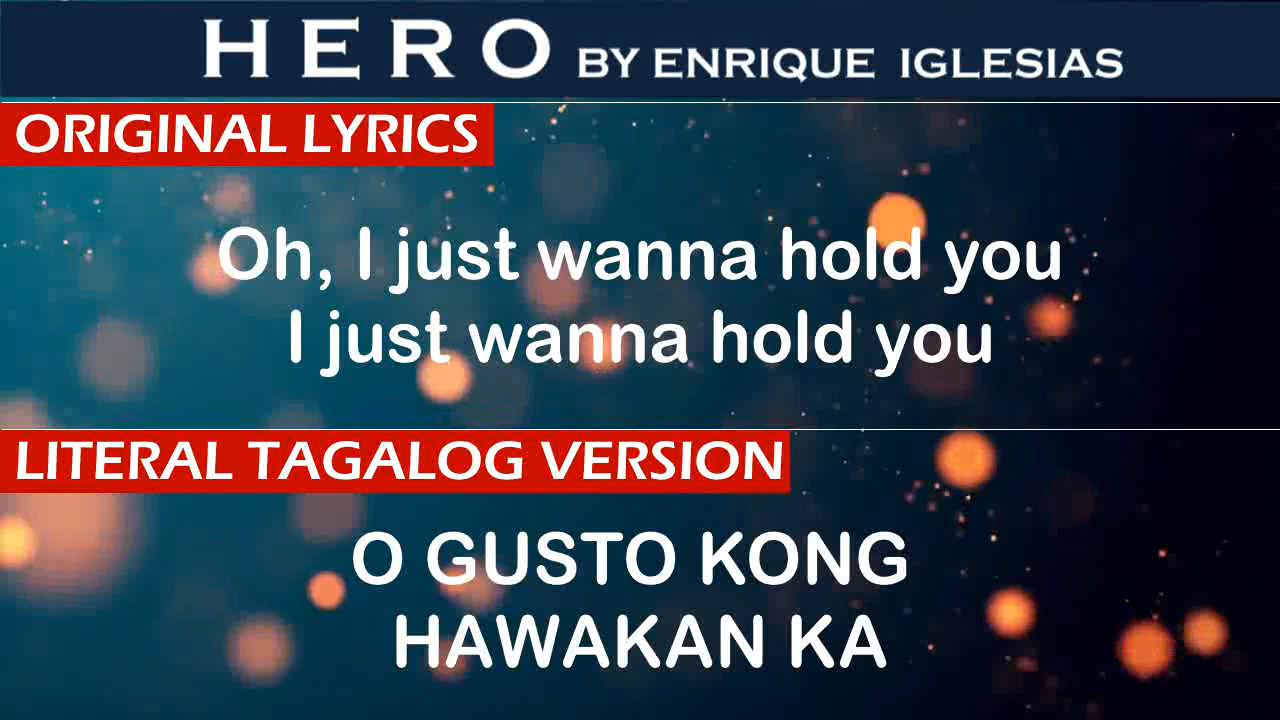 HERO BY ENRIQUE IGLESIAS
ORIGINAL LYRICS
Oh, I just wanna hold you
I just wanna hold you
LITERAL TAGALOG VERSION
O GUSTO KONG
HAWAKAN KA